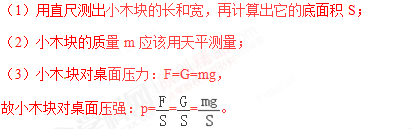 （1）用直尺测出小木块的长和宽，再计算出它的底面积 S；
（2）小木块的质量 m 应该用天平测量；
（3）小木块对桌面压力：F=G=mg，
故小木块对桌面压强：p=F/S=G/S=mg/S。